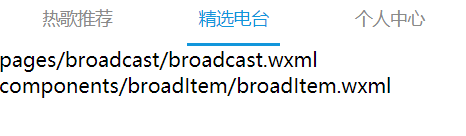 热歌推荐 精选电台 个人中心
pages/broadcast/broadcast.wxml
components/broadItem/broadItem.wxml